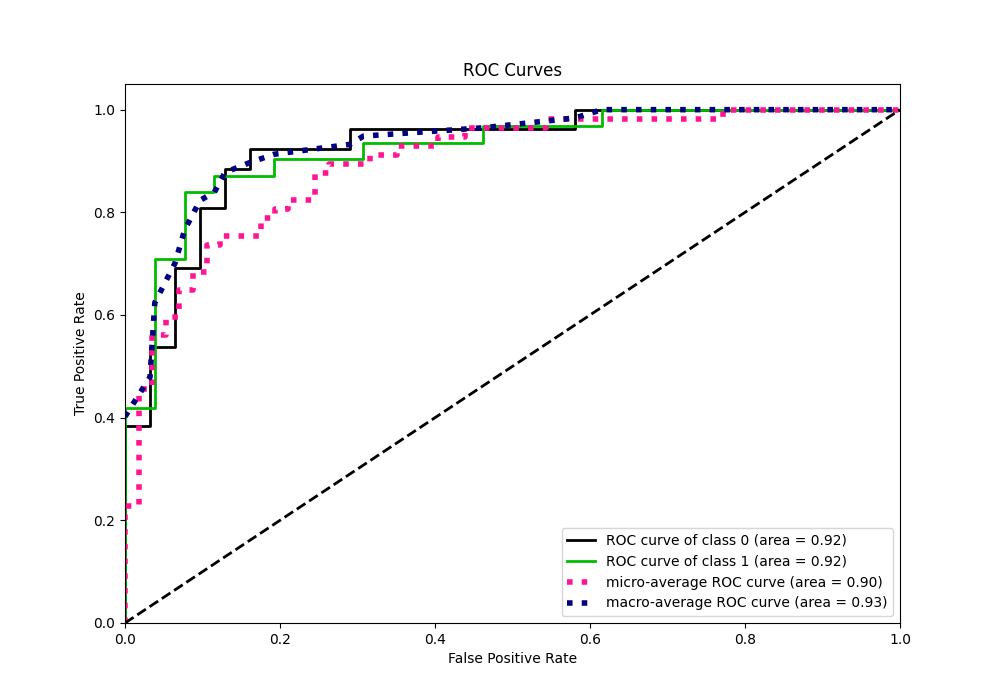 ROC Curves
True Positive Rate
1.0
0.8
0.6
0.4
0.2
0.0
0.0 0.2 0.4 0.6 0.8 1.0
False Positive Rate
ROC curve of class 0 (area = 0.92)
ROC curve of class 1 (area = 0.92)
micro-average ROC curve (area = 0.90)
macro-average ROC curve (area = 0.93)